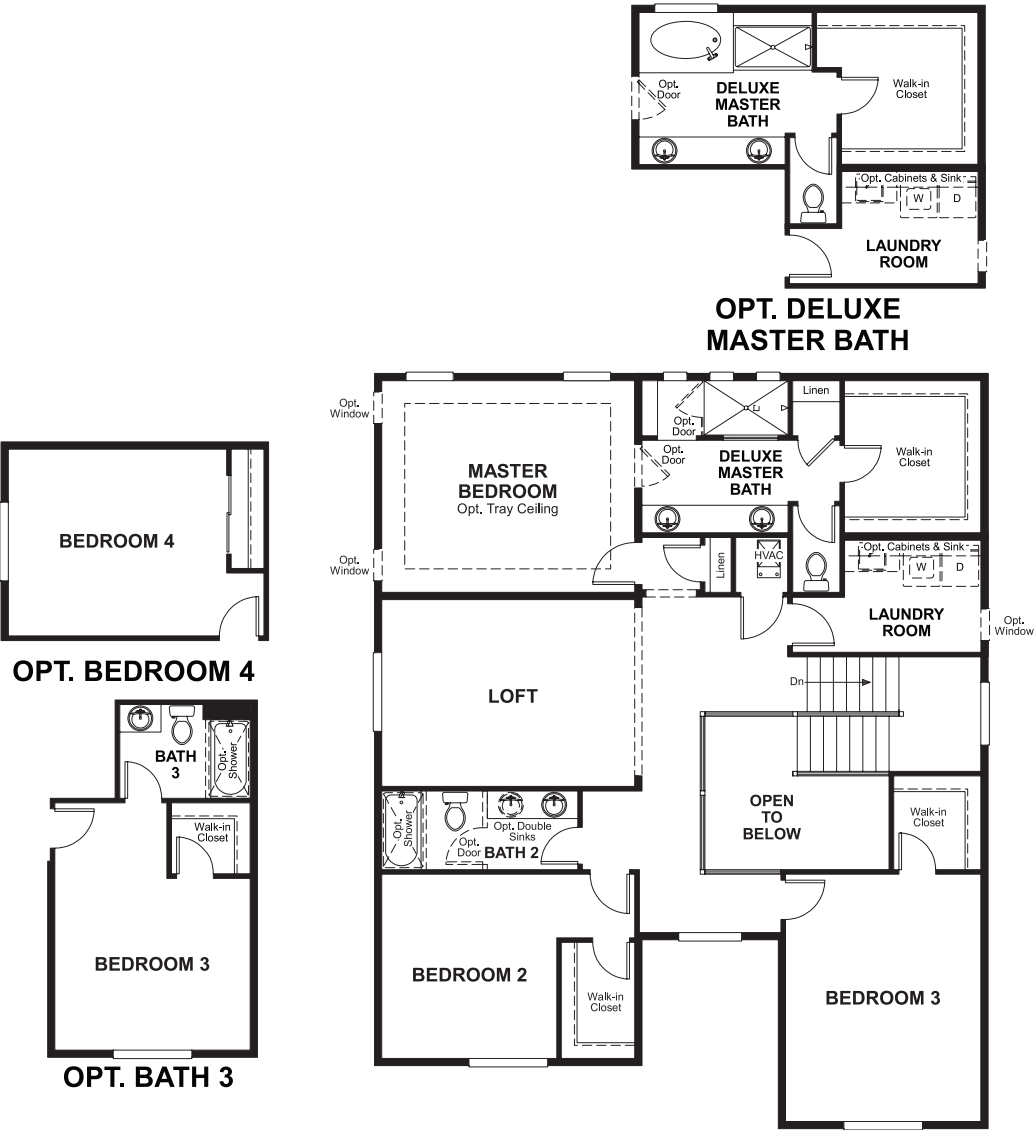 Opt.
Door
DELUXE
MASTER
BATH
Walk-in
Closet
Opt. Cabinets & Sink
W
D
LAUNDRY
ROOM
OPT. DELUXE
MASTER BATH
Opt.
Window
MASTER
BEDROOM
Opt. Tray Ceiling
Opt.
Window
Opt.
Door
Linen
Opt.
Door
DELUXE
MASTER
BATH
Walk-in
Closet
Linen
HVAC
Opt. Cabinets & Sink
W
D
LAUNDRY
ROOM
Opt.
Window
BEDROOM 4
OPT. BEDROOM 4
LOFT
Dn
OPEN
TO
BELOW
Walk-in
Closet
BATH
3
Opt.
Shower
Walk-in
Closet
BEDROOM 3
OPT. BATH 3
Opt.
Shower
Opt.
Door
Opt. Double
Sinks
BATH 2
BEDROOM 2
Walk-in
Closet
BEDROOM 3